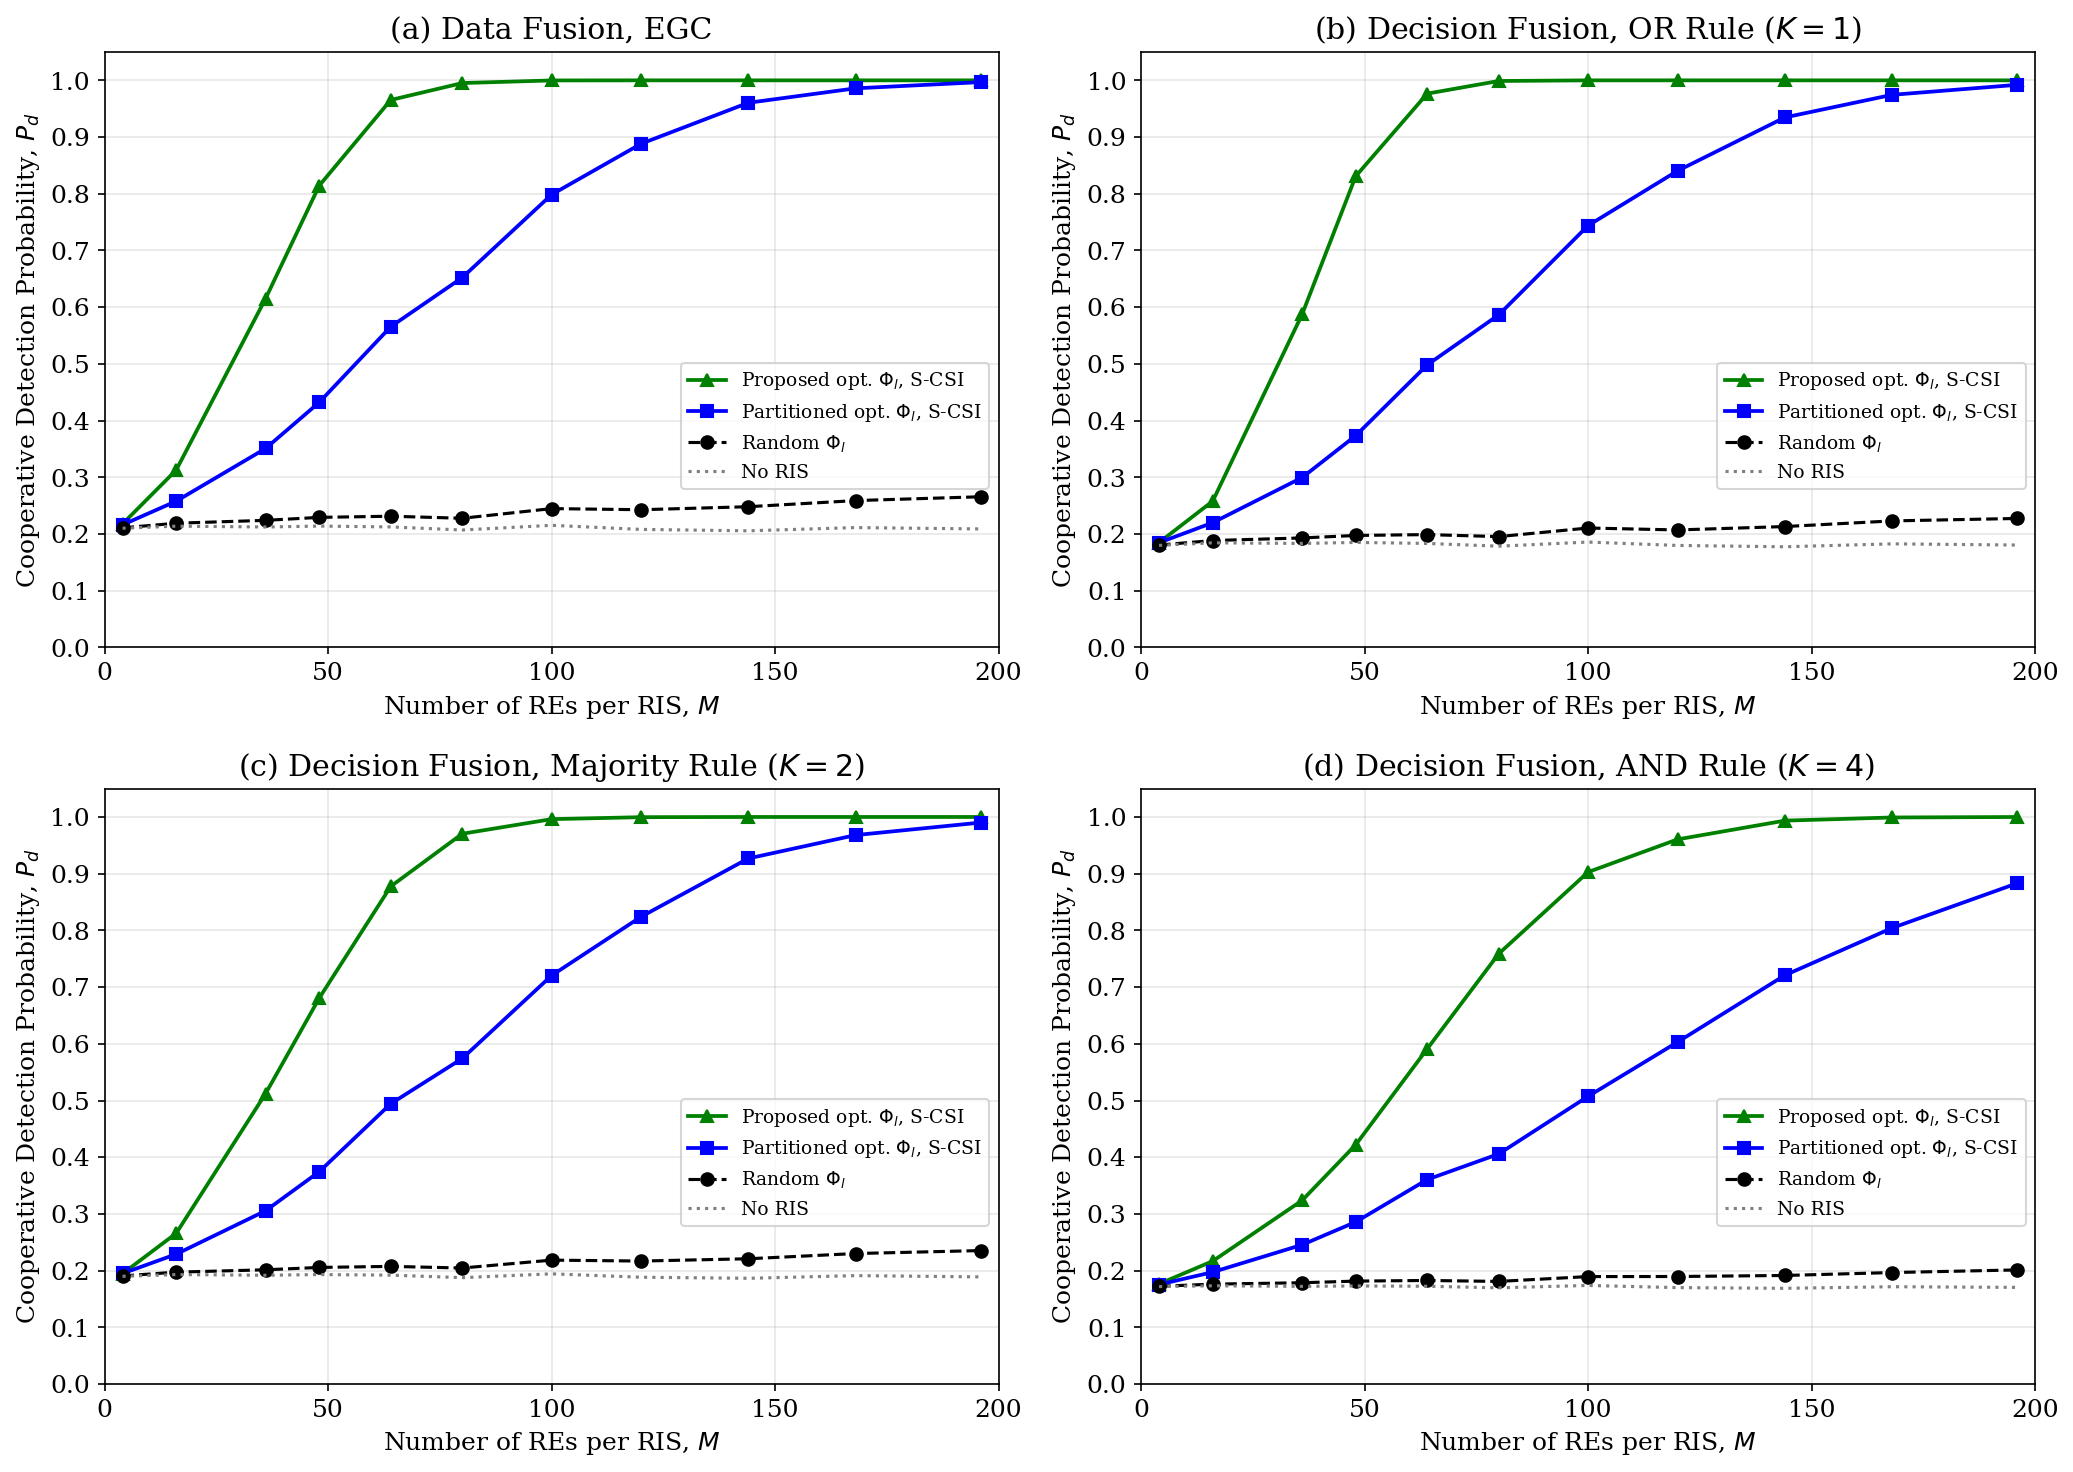 (a) Data Fusion, EGC
Cooperative Detection Probability, P_d
1.0
0.9
0.8
0.7
0.6
0.5
0.4
0.3
0.2
0.1
0.0
0 50 100 150 200
Number of REs per RIS, M
Proposed opt. Φ_l, S-CSI
Partitioned opt. Φ_l, S-CSI
Random Φ_l
No RIS
(b) Decision Fusion, OR Rule (K = 1)
Cooperative Detection Probability, P_d
1.0
0.9
0.8
0.7
0.6
0.5
0.4
0.3
0.2
0.1
0.0
0 50 100 150 200
Number of REs per RIS, M
Proposed opt. Φ_l, S-CSI
Partitioned opt. Φ_l, S-CSI
Random Φ_l
No RIS
(c) Decision Fusion, Majority Rule (K = 2)
Cooperative Detection Probability, P_d
1.0
0.9
0.8
0.7
0.6
0.5
0.4
0.3
0.2
0.1
0.0
0 50 100 150 200
Number of REs per RIS, M
Proposed opt. Φ_l, S-CSI
Partitioned opt. Φ_l, S-CSI
Random Φ_l
No RIS
(d) Decision Fusion, AND Rule (K = 4)
Cooperative Detection Probability, P_d
1.0
0.9
0.8
0.7
0.6
0.5
0.4
0.3
0.2
0.1
0.0
0 50 100 150 200
Number of REs per RIS, M
Proposed opt. Φ_l, S-CSI
Partitioned opt. Φ_l, S-CSI
Random Φ_l
No RIS